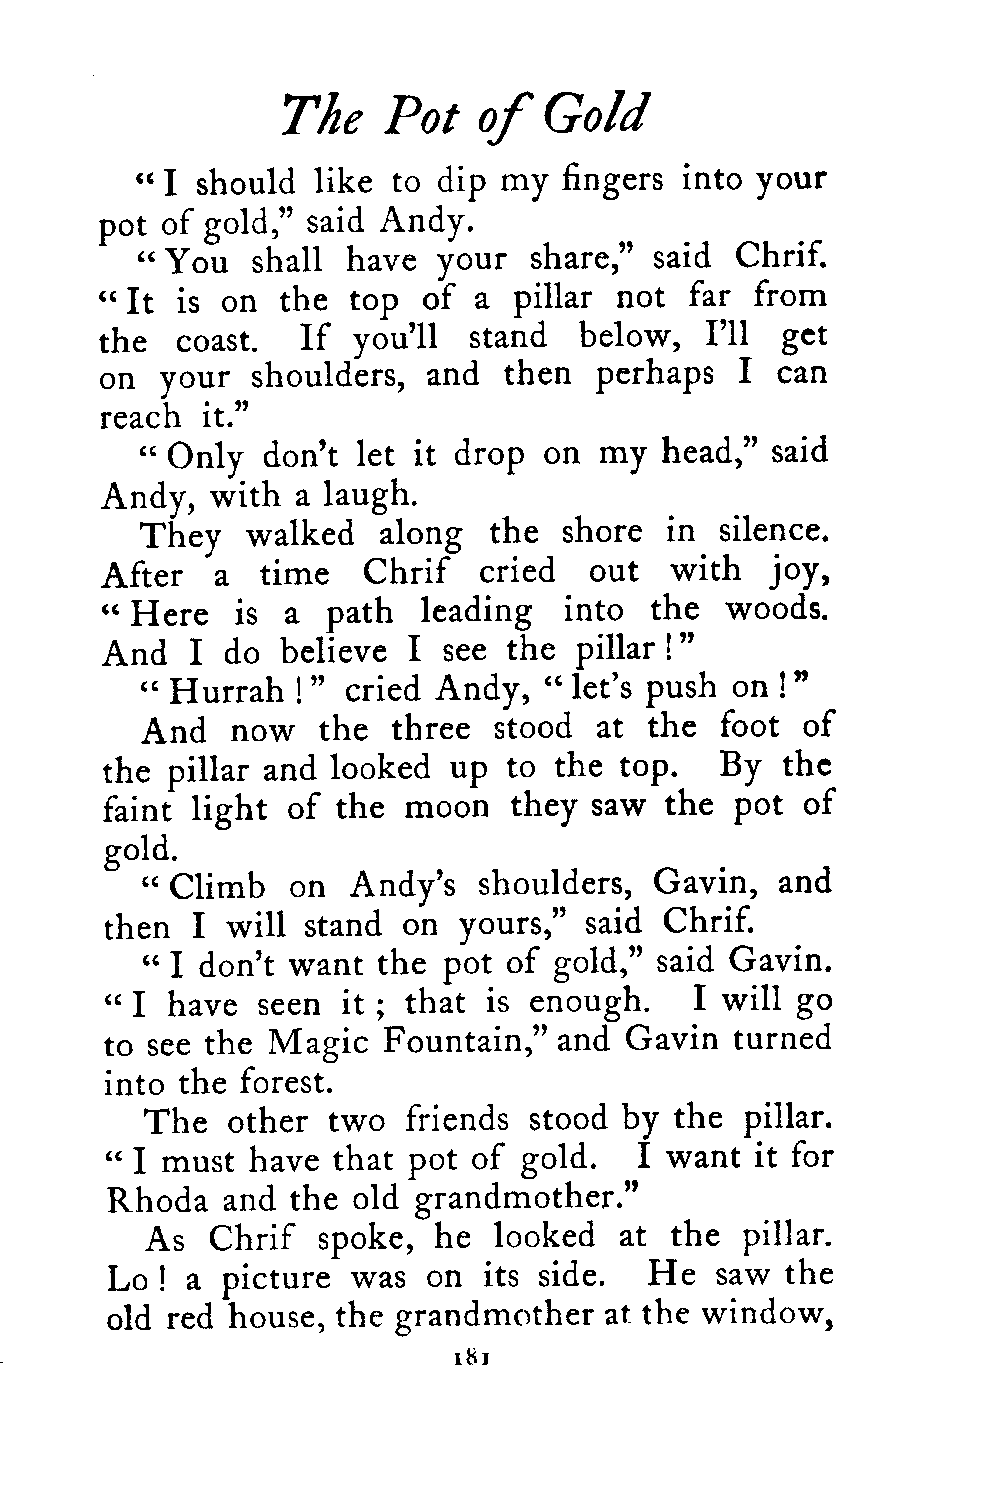 The Pot of Gold
“ I should like to dip my fingers into your
pot of gold,” said Andy.
“ You shall have your share,” said Chrif.
“ It is on the top of a pillar not far from
the coast. If you’ll stand below, I’ll get
on your shoulders, and then perhaps I can
reach it.”
“ Only don’t let it drop on my head,” said
Andy, with a laugh.
They walked along the shore in silence.
After a time Chrif cried out with joy,
“ Here is a path leading into the woods.
And I do believe I see the pillar ! ”
“ Hurrah ! ” cried Andy, “ let’s push on ! ”
And now the three stood at the foot of
the pillar and looked up to the top. By the
faint light of the moon they saw the pot of
gold.
“ Climb on Andy’s shoulders, Gavin, and
then I will stand on yours,” said Chrif.
“ I don’t want the pot of gold,” said Gavin.
“ I have seen it ; that is enough. I will go
to see the Magic Fountain,” and Gavin turned
into the forest.
The other two friends stood by the pillar.
“ I must have that pot of gold. I want it for
Rhoda and the old grandmother.”
As Chrif spoke, he looked at the pillar.
Lo ! a picture was on its side. He saw the
old red house, the grandmother at the window,
181